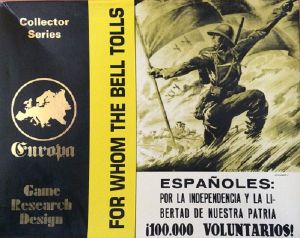 Collector
Series
Europa
Game
Research
Design
FOR WHOM THE BELL TOLLS
ESPAÑOLES:
POR LA INDEPENDENCIA Y LA LI-
BERTAD DE NUESTRA PATRIA
¡100.000 VOLUNTARIOS!